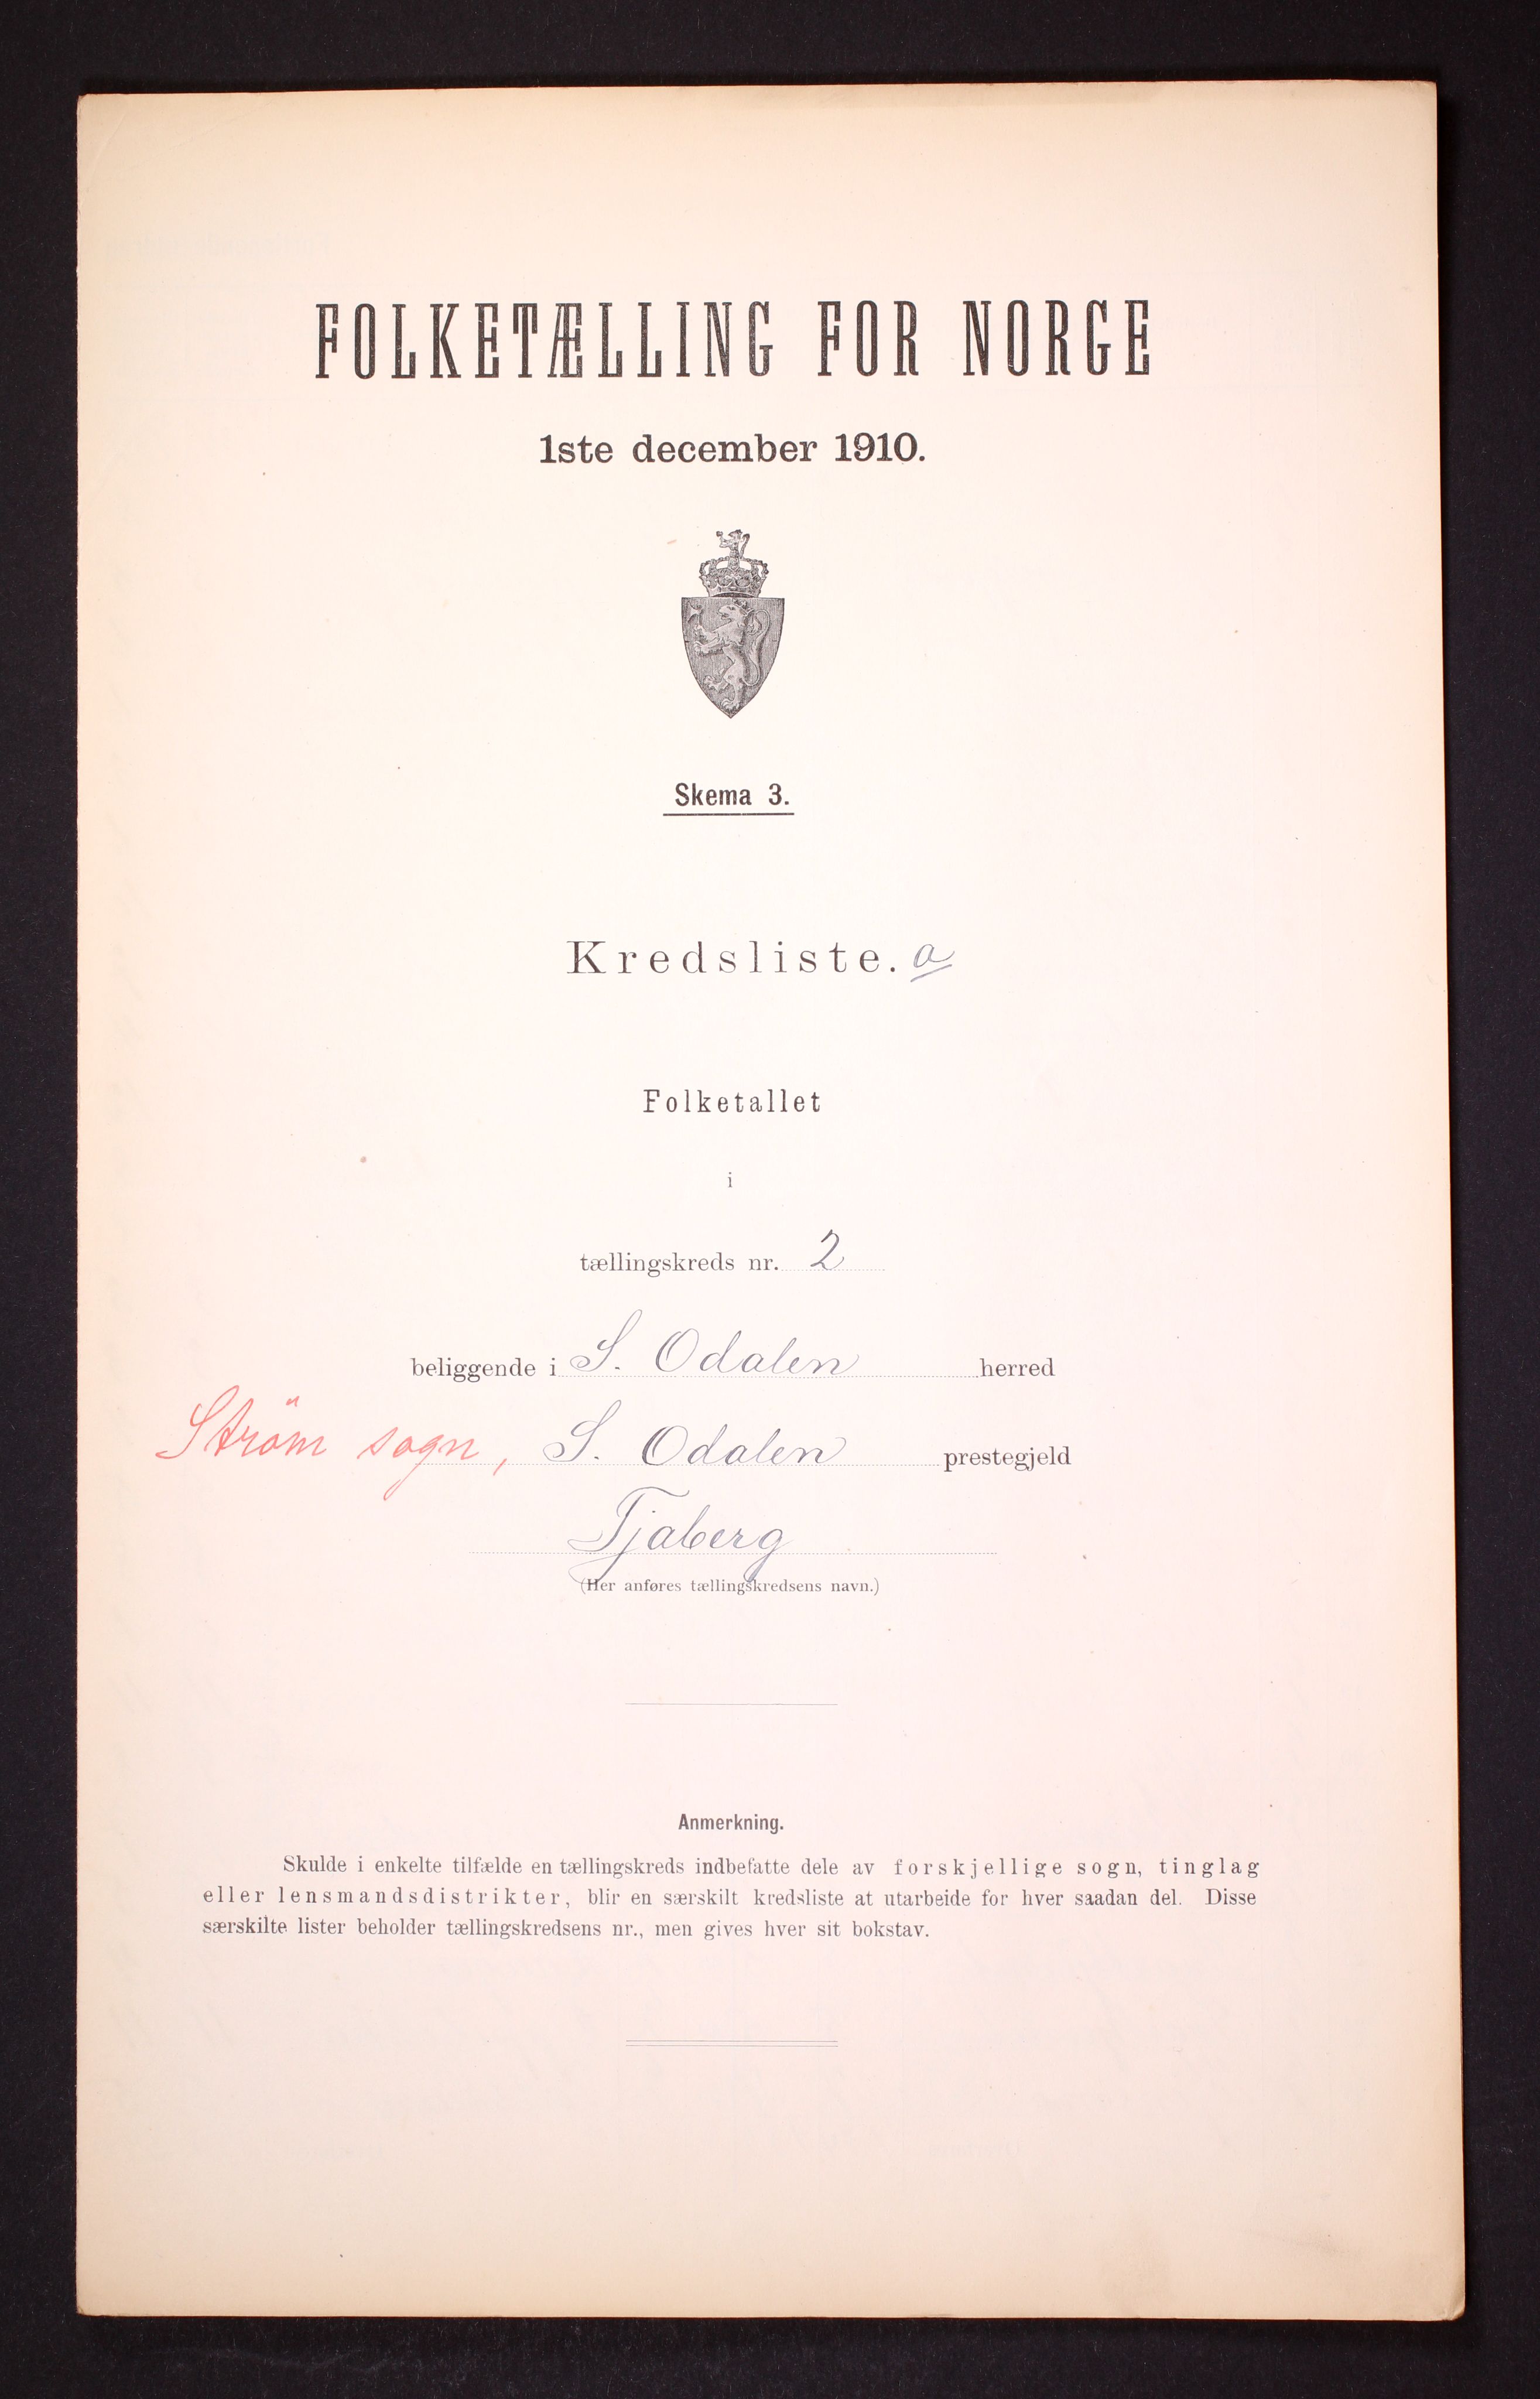 FOLKETÆLLING FOR NORGE
1ste december 1910.
Skema 3.
Kredsliste. a
Folketallet
i
tællingskreds nr. 2
beliggende i S. Odalen herred
Ström sogn, S. Odalen prestegjeld
Tjaberg
(Her anføres tællingskredsens navn.)
Anmerkning.
Skulde i enkelte tilfælde en tællingskreds indbefatte dele av forskjellige sogn, tinglag
eller lensmandsdistrikter, blir en særskilt kredsliste at utarbeide for hver saadan del. Disse
særskilte lister beholder tællingskredsens nr., men gives hver sit bokstav.